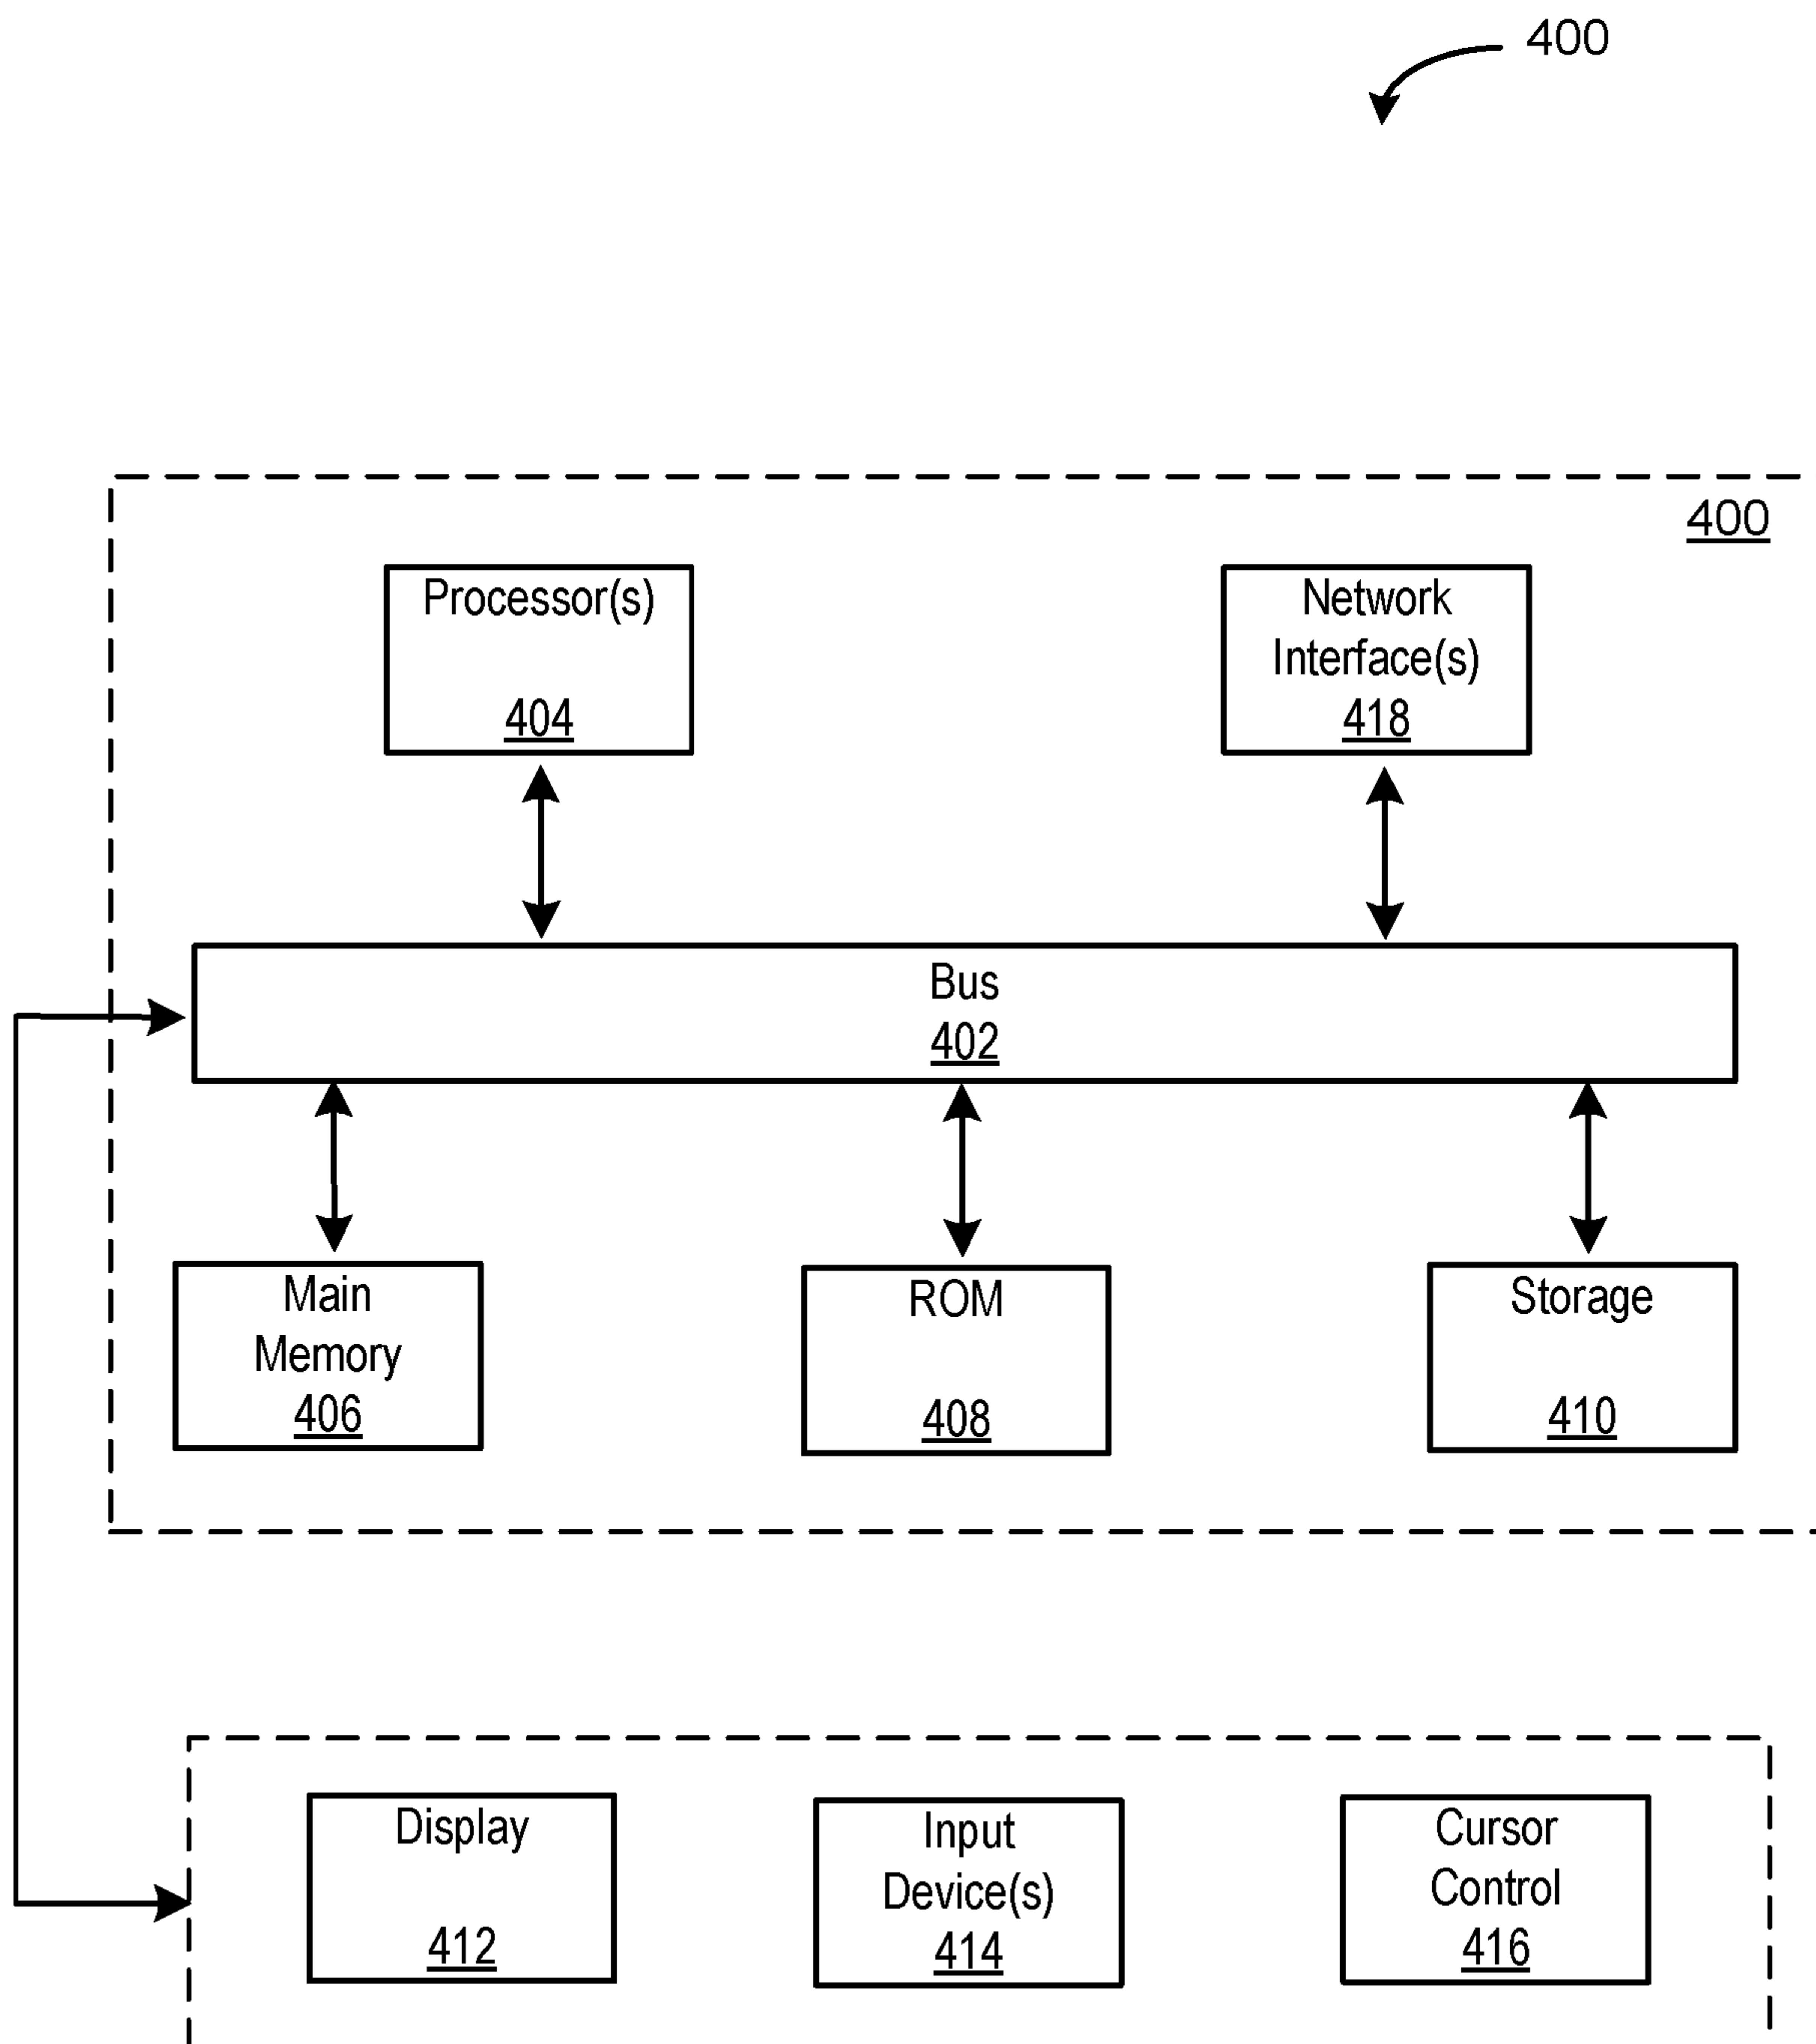 400
400
Processor(s)
404
Network
Interface(s)
418
Bus
402
Main
Memory
406
ROM
408
Storage
410
Display
412
Input
Device(s)
414
Cursor
Control
416